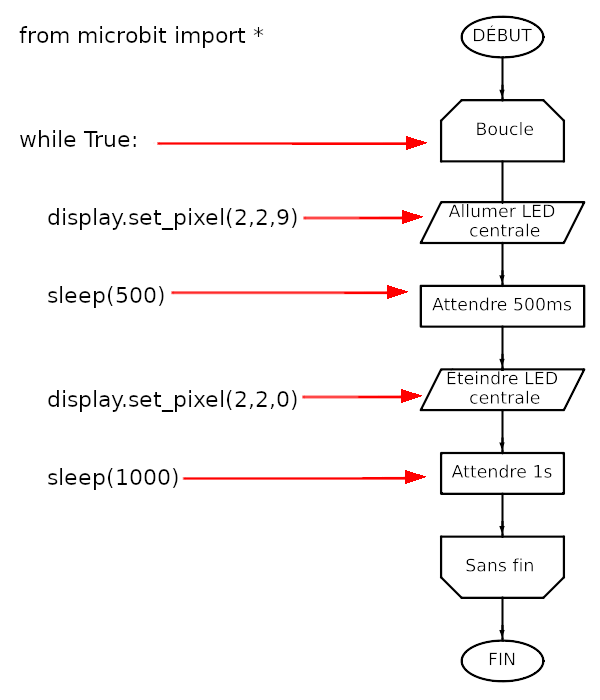 from microbit import *
DÉBUT
while True:
Boucle
display.set_pixel(2,2,9)
Allumer LED
centrale
sleep(500)
Attendre 500ms
display.set_pixel(2,2,0)
Eteindre LED
centrale
sleep(1000)
Attendre 1s
Sans fin
FIN